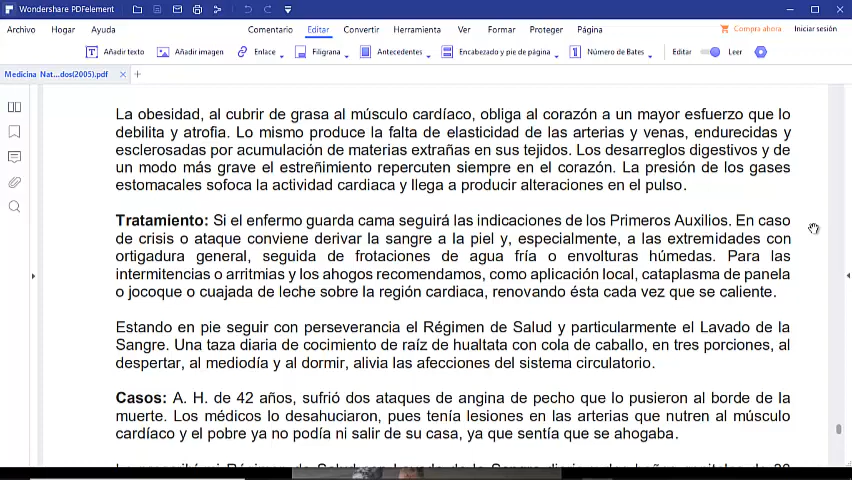 Wondershare PDFelement
Archivo Hogar Ayuda Comentario Editar Convertir Herramienta Ver Formar Proteger Página Compra ahora Iniciar sesión
Añadir texto Añadir imagen Enlace Filigrana Antecedentes Encabezado y pie de página Número de Bates Editar Leer
Medicina Nat...dos(2005).pdf
La obesidad, al cubrir de grasa al músculo cardíaco, obliga al corazón a un mayor esfuerzo que lo
debilita y atrofia. Lo mismo produce la falta de elasticidad de las arterias y venas, endurecidas y
esclerosadas por acumulación de materias extrañas en sus tejidos. Los desarreglos digestivos y de
un modo más grave el estreñimiento repercuten siempre en el corazón. La presión de los gases
estomacales sofoca la actividad cardiaca y llega a producir alteraciones en el pulso.
Tratamiento: Si el enfermo guarda cama seguirá las indicaciones de los Primeros Auxilios. En caso
de crisis o ataque conviene derivar la sangre a la piel y, especialmente, a las extremidades con
ortigadura general, seguida de frotaciones de agua fría o envolturas húmedas. Para las
intermitencias o arritmias y los ahogos recomendamos, como aplicación local, cataplasma de panela
o jocoque o cuajada de leche sobre la región cardiaca, renovando ésta cada vez que se caliente.
Estando en pie seguir con perseverancia el Régimen de Salud y particularmente el Lavado de la
Sangre. Una taza diaria de cocimiento de raíz de hualtata con cola de caballo, en tres porciones, al
despertar, al mediodía y al dormir, alivia las afecciones del sistema circulatorio.
Casos: A. H. de 42 años, sufrió dos ataques de angina de pecho que lo pusieron al borde de la
muerte. Los médicos lo desahuciaron, pues tenía lesiones en las arterias que nutren al músculo
cardíaco y el pobre ya no podía ni salir de su casa, ya que sentía que se ahogaba.